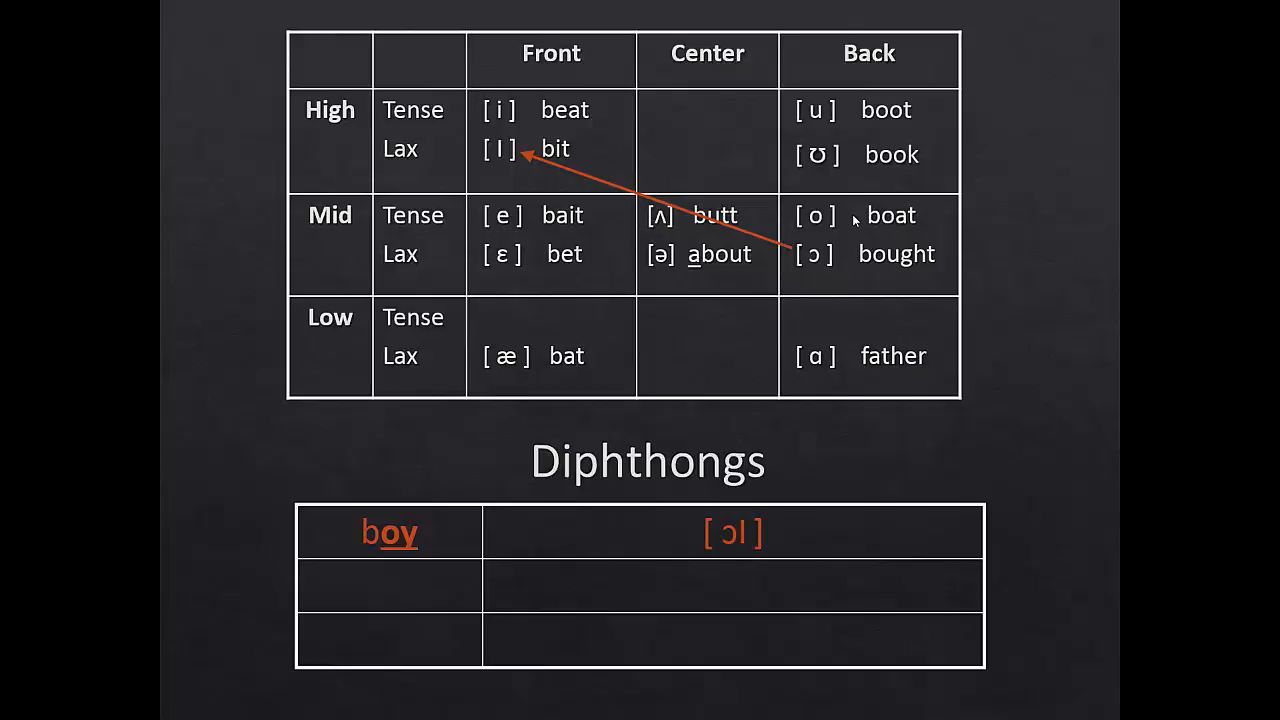 Front Center Back
High Tense [ i ] beat [ u ] boot
Lax [ I ] bit [ Ʊ ] book
Mid Tense [ e ] bait [ʌ] butt [ o ] boat
Lax [ ɛ ] bet [ə] about [ ɔ ] bought
Low Tense
Lax [ æ ] bat [ ɑ ] father
Diphthongs
boy [ ɔI ]